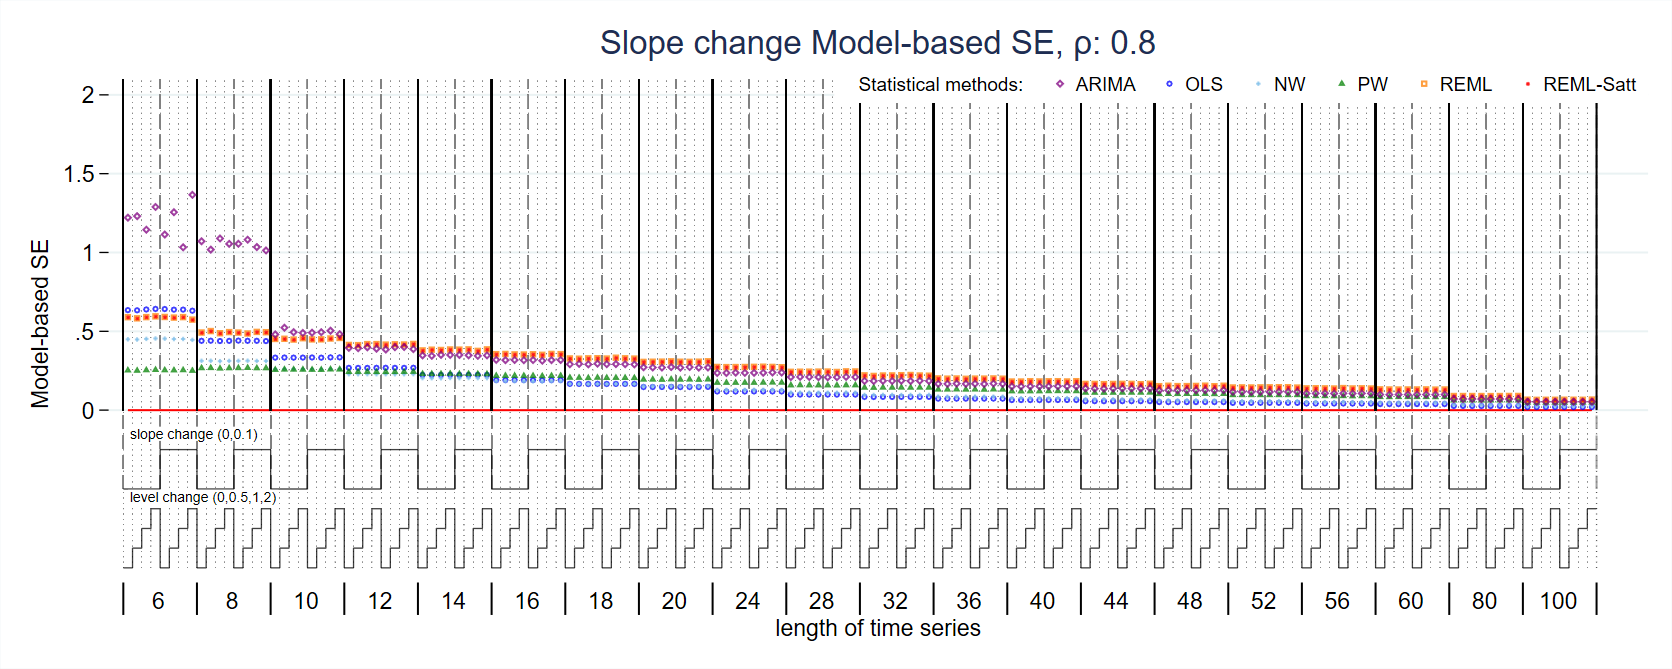 Slope change Model-based SE, ρ: 0.8
Statistical methods: ARIMA OLS NW PW REML REML-Satt
2
1.5
1
.5
0
Model-based SE
slope change (0,0.1)
level change (0,0.5,1,2)
6 8 10 12 14 16 18 20 24 28 32 36 40 44 48 52 56 60 80 100
length of time series